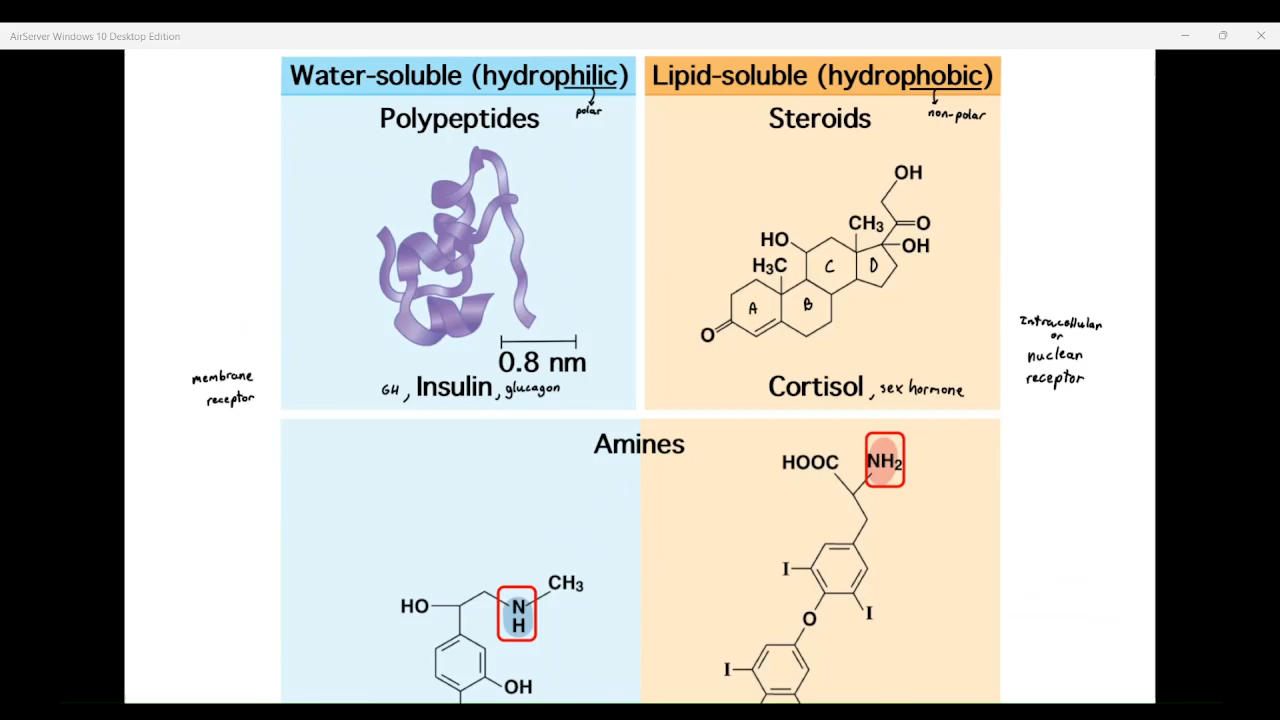 AirServer Windows 10 Desktop Edition
Water-soluble (hydrophilic)
polar
Polypeptides
0.8 nm
GH, Insulin, glucagon
membrane
receptor
Lipid-soluble (hydrophobic)
non-polar
Steroids
OH
CH3
O
HO
OH
H3C
C
D
A
B
O
Cortisol, sex hormone
Intracellular
or
nuclear
receptor
Amines
HO
N
H
CH3
OH
HOOC
NH2
I
I
O
I